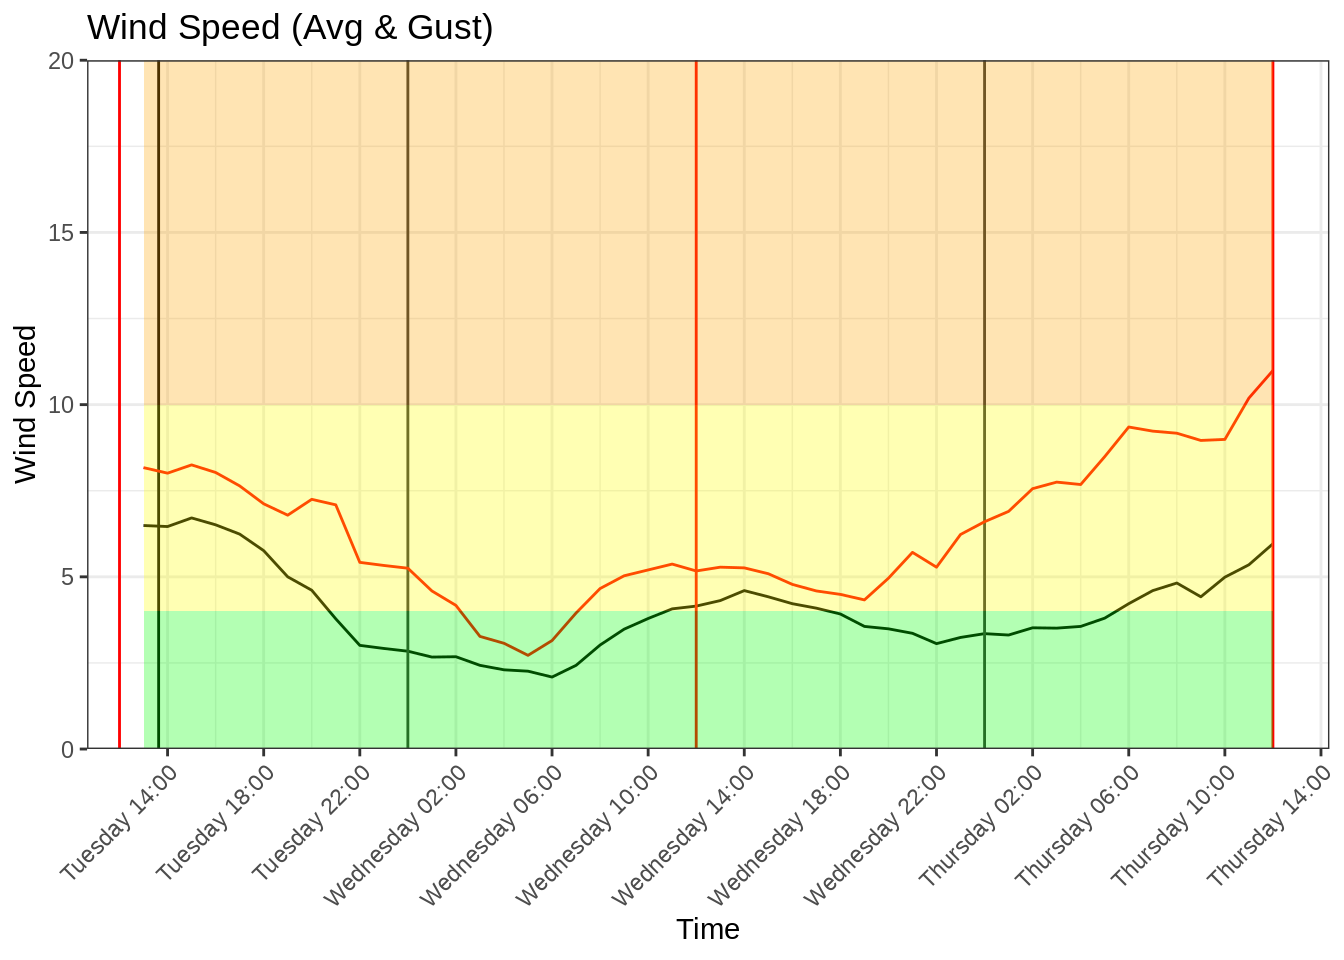 Wind Speed (Avg & Gust)
20
15
10
5
0
Wind Speed
Tuesday 14:00
Tuesday 18:00
Tuesday 22:00
Wednesday 02:00
Wednesday 06:00
Wednesday 10:00
Wednesday 14:00
Wednesday 18:00
Wednesday 22:00
Thursday 02:00
Thursday 06:00
Thursday 10:00
Thursday 14:00
Time